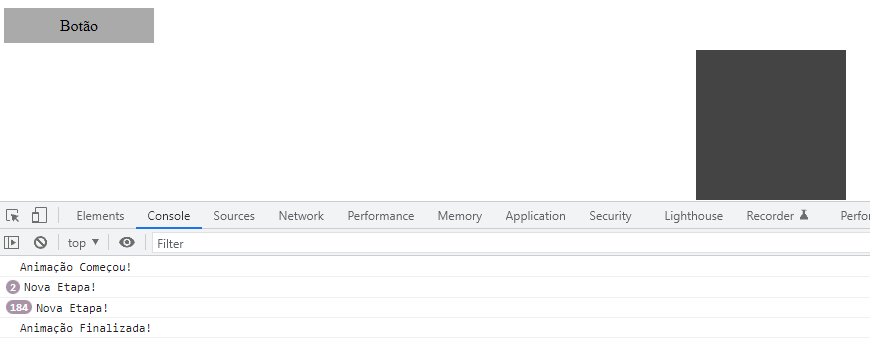 Botão
Elements Console Sources Network Performance Memory Application Security Lighthouse Recorder Perfo
top Filter
Animação Começou!
2 Nova Etapa!
184 Nova Etapa!
Animação Finalizada!